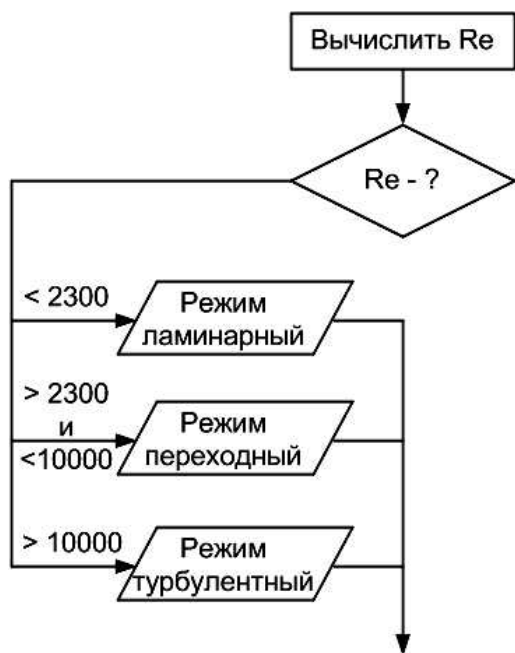 Вычислить Re
Re - ?
< 2300
Режим
ламинарный
> 2300
и
<10000
Режим
переходный
> 10000
Режим
турбулентный